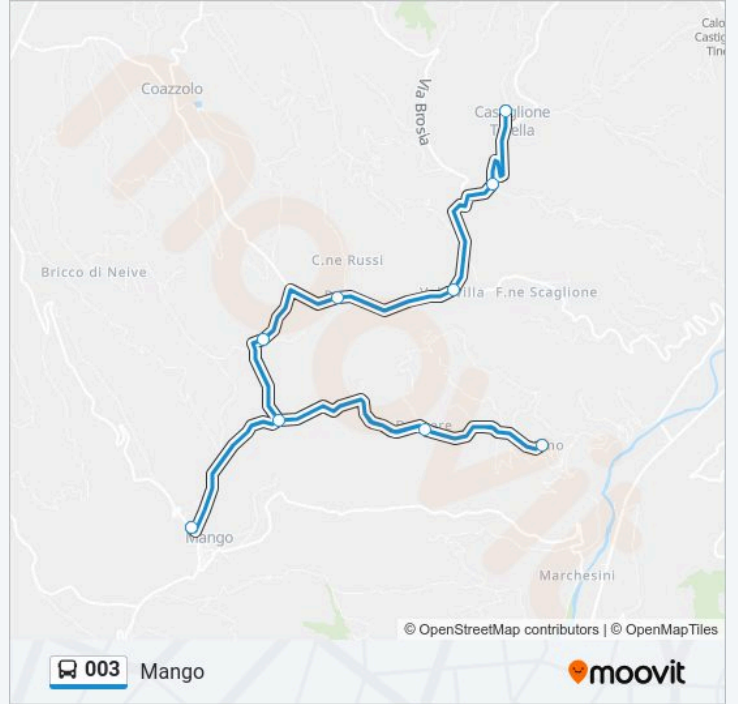 Calo
Castig
Tine
Coazzolo
Via Brosia
Castiglione
Tinella
C.ne Russi
Bricco di Neive
F.ne Scaglione
Mango
Marchesini
© OpenStreetMap contributors | © OpenMapTiles
003 Mango
moovit